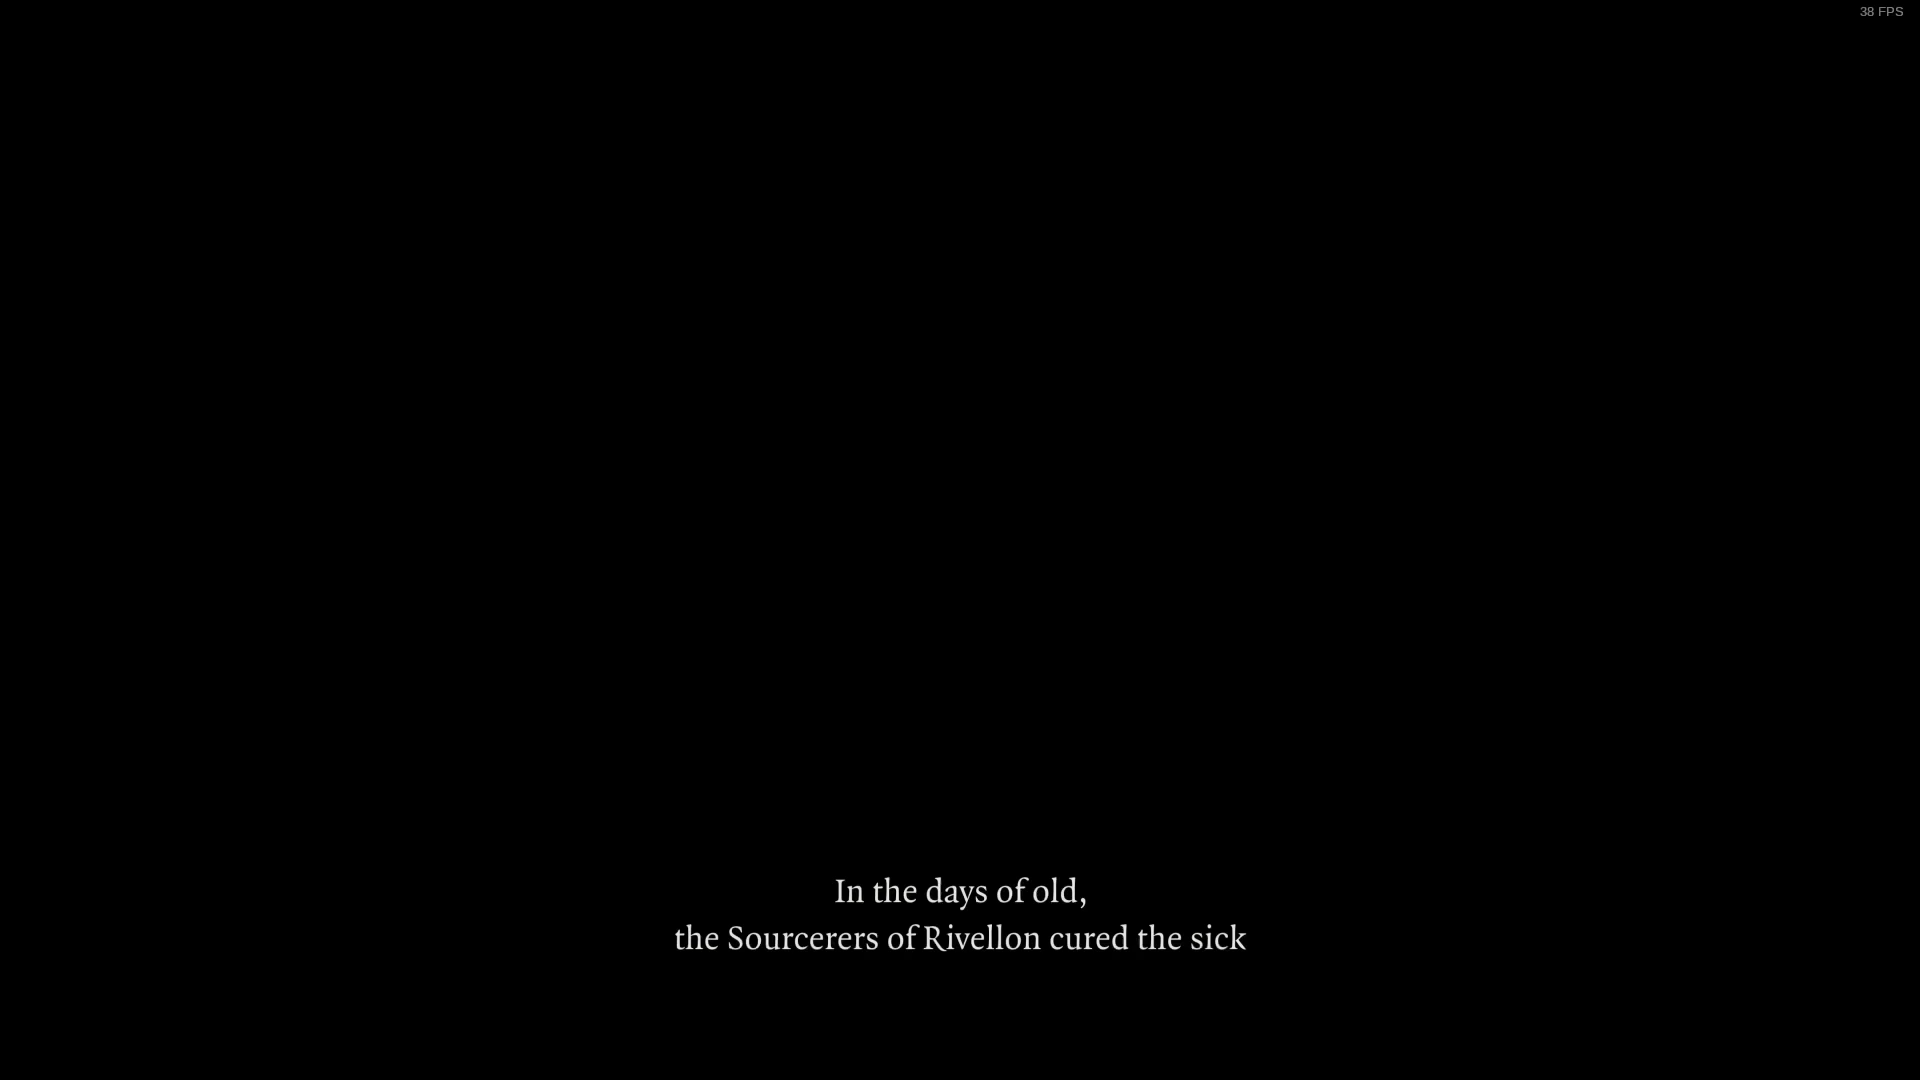 38 FPS
In the days of old,
the Sourcerers of Rivellon cured the sick